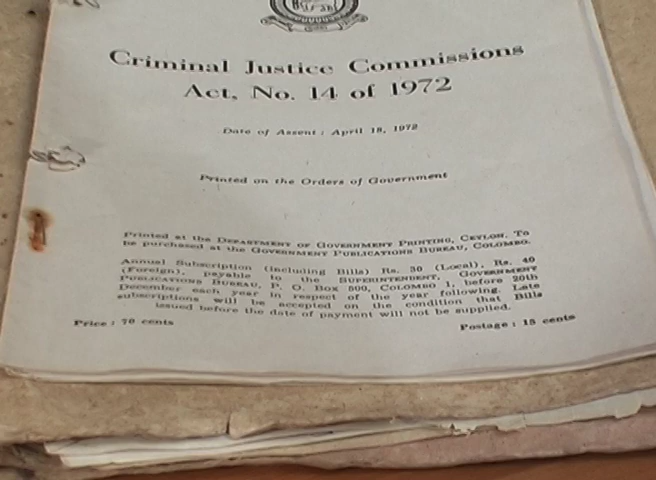 Criminal Justice Commissions
Act, No. 14 of 1972
Date of Assent : April 18, 1972
Printed on the Orders of Government
Printed at the DEPARTMENT OF GOVERNMENT PRINTING, CEYLON. To
be purchased at the GOVERNMENT PUBLICATIONS BUREAU, COLOMBO.
Annual Subscription (including Bills) Rs. 30 (Local), Rs. 40
(Foreign), payable to the SUPERINTENDENT, GOVERNMENT
PUBLICATIONS BUREAU, P. O. Box 500, COLOMBO 1, before 20th
December each year in respect of the year following. Late
subscriptions will be accepted on the condition that Bills
issued before the date of payment will not be supplied.
Price : 70 cents
Postage : 15 cents